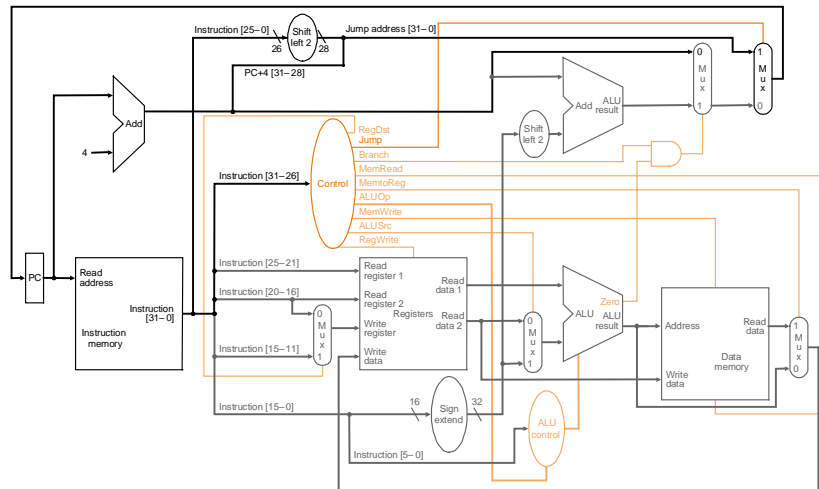 Instruction [25–0]
26
Shift
left 2
28
Jump address [31–0]
PC+4 [31–28]
0
M
u
x
1
1
M
u
x
0
Add
4
Add
ALU
result
Shift
left 2
RegDst
Jump
Branch
MemRead
MemtoReg
ALUOp
MemWrite
ALUSrc
RegWrite
Control
Instruction [31–26]
PC
Read
address
Instruction
[31–0]
Instruction
memory
Instruction [25–21]
Instruction [20–16]
Instruction [15–11]
Instruction [15–0]
Instruction [5–0]
0
M
u
x
1
Read
register 1
Read
register 2
Write
register
Write
data
Registers
Read
data 1
Read
data 2
0
M
u
x
1
Zero
ALU
ALU
result
Address
Read
data
Data
memory
Write
data
1
M
u
x
0
16
Sign
extend
32
ALU
control